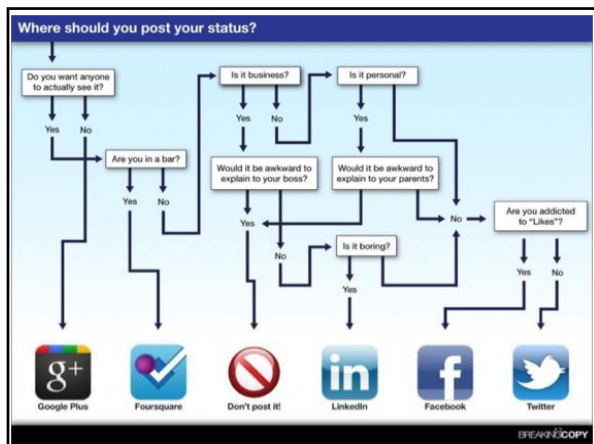 Where should you post your status?
Do you want anyone
to actually see it?
Is it business?
Is it personal?
Yes
No
Yes
No
Yes
Are you in a bar?
Would it be awkward to
explain to your boss?
Would it be awkward to
explain to your parents?
Yes
No
Yes
No
Are you addicted
to "Likes"?
No
Is it boring?
Yes
Yes
No
g+
in
f
Google Plus
Foursquare
Don't post it!
LinkedIn
Facebook
Twitter
BREAKINGCOPY